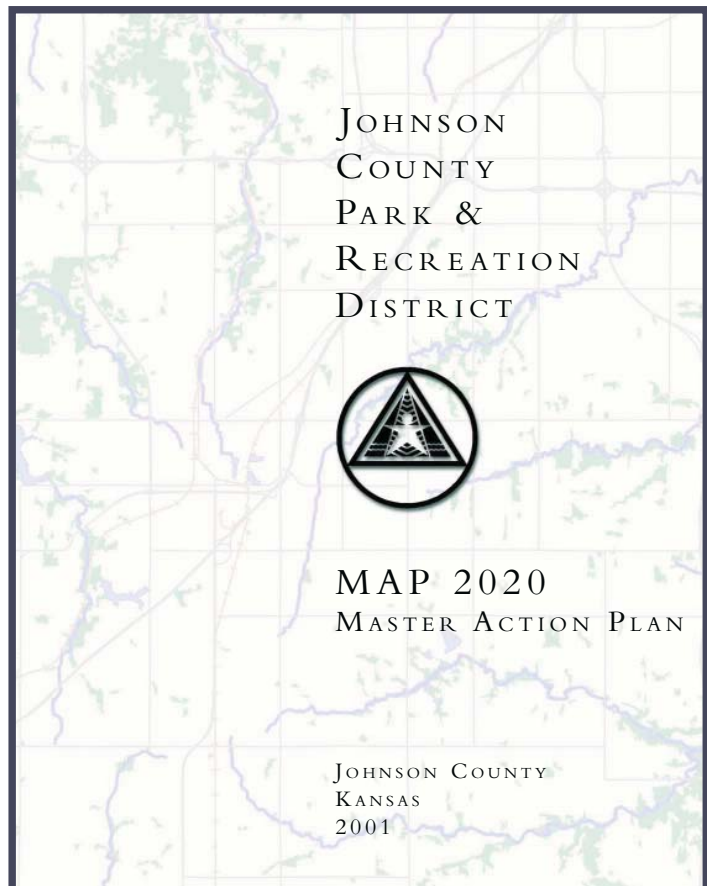 Johnson
County
Park &
Recreation
District
MAP 2020
Master Action Plan
Johnson County
Kansas
2001